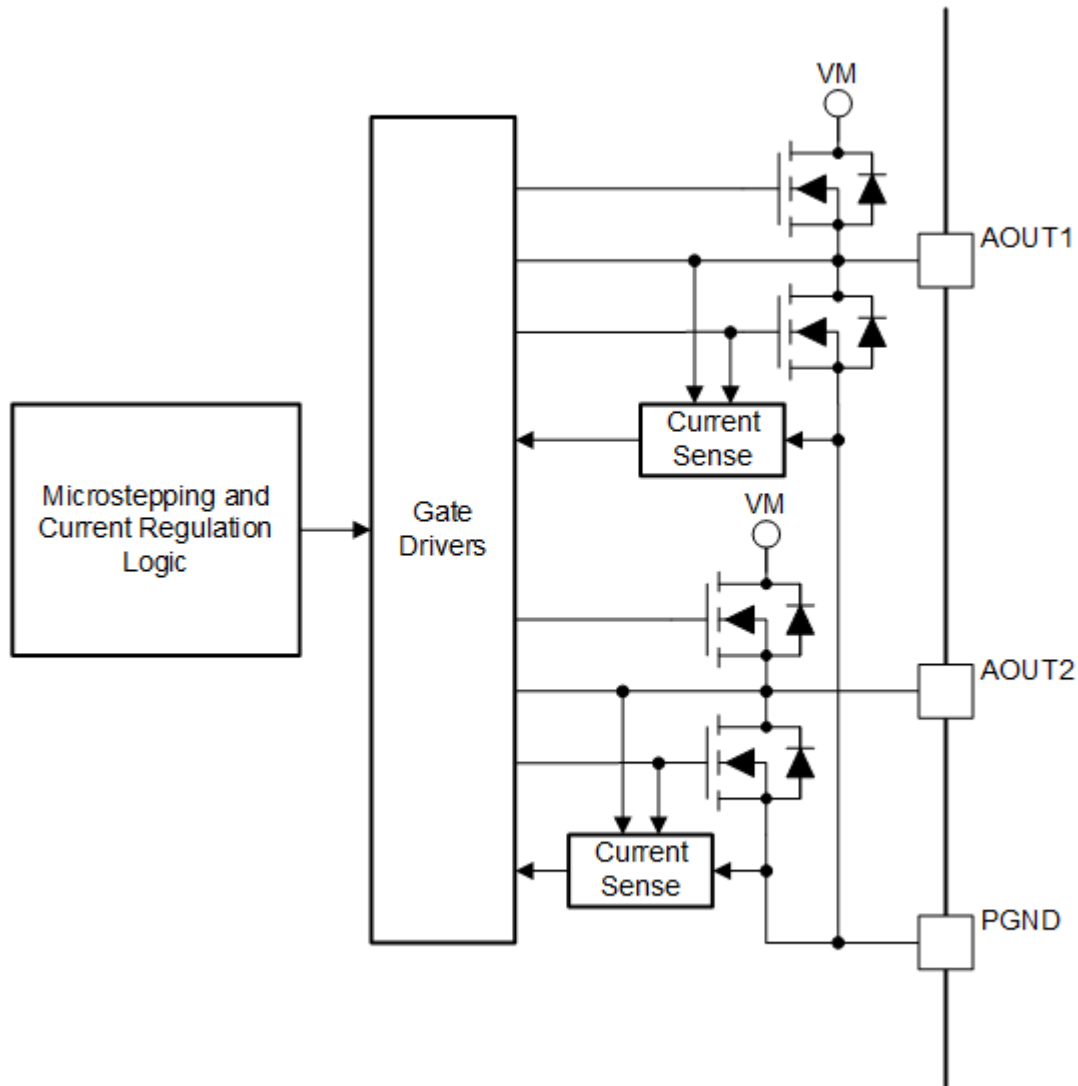 VM
AOUT1
Current
Sense
Microstepping and
Current Regulation
Logic
Gate
Drivers
VM
AOUT2
Current
Sense
PGND